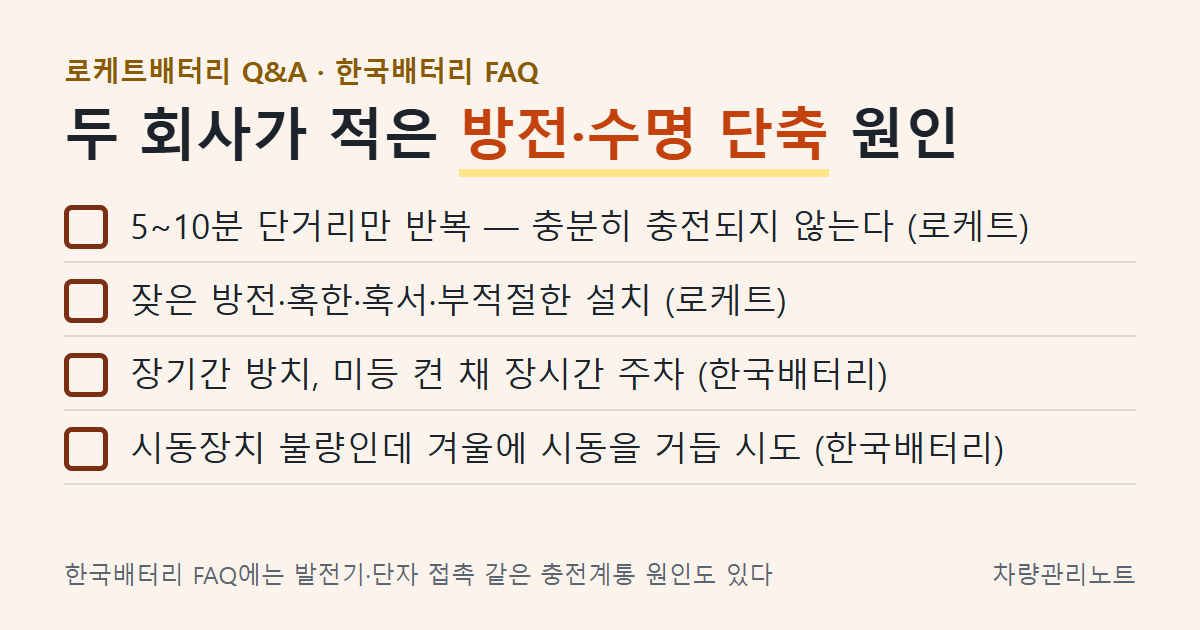 로케트배터리 Q&A · 한국배터리 FAQ
두 회사가 적은 방전·수명 단축 원인
5~10분 단거리만 반복 — 충분히 충전되지 않는다 (로케트)
잦은 방전·혹한·혹서·부적절한 설치 (로케트)
장기간 방치, 미등 켠 채 장시간 주차 (한국배터리)
시동장치 불량인데 겨울에 시동을 거듭 시도 (한국배터리)
한국배터리 FAQ에는 발전기·단자 접촉 같은 충전계통 원인도 있다
차량관리노트